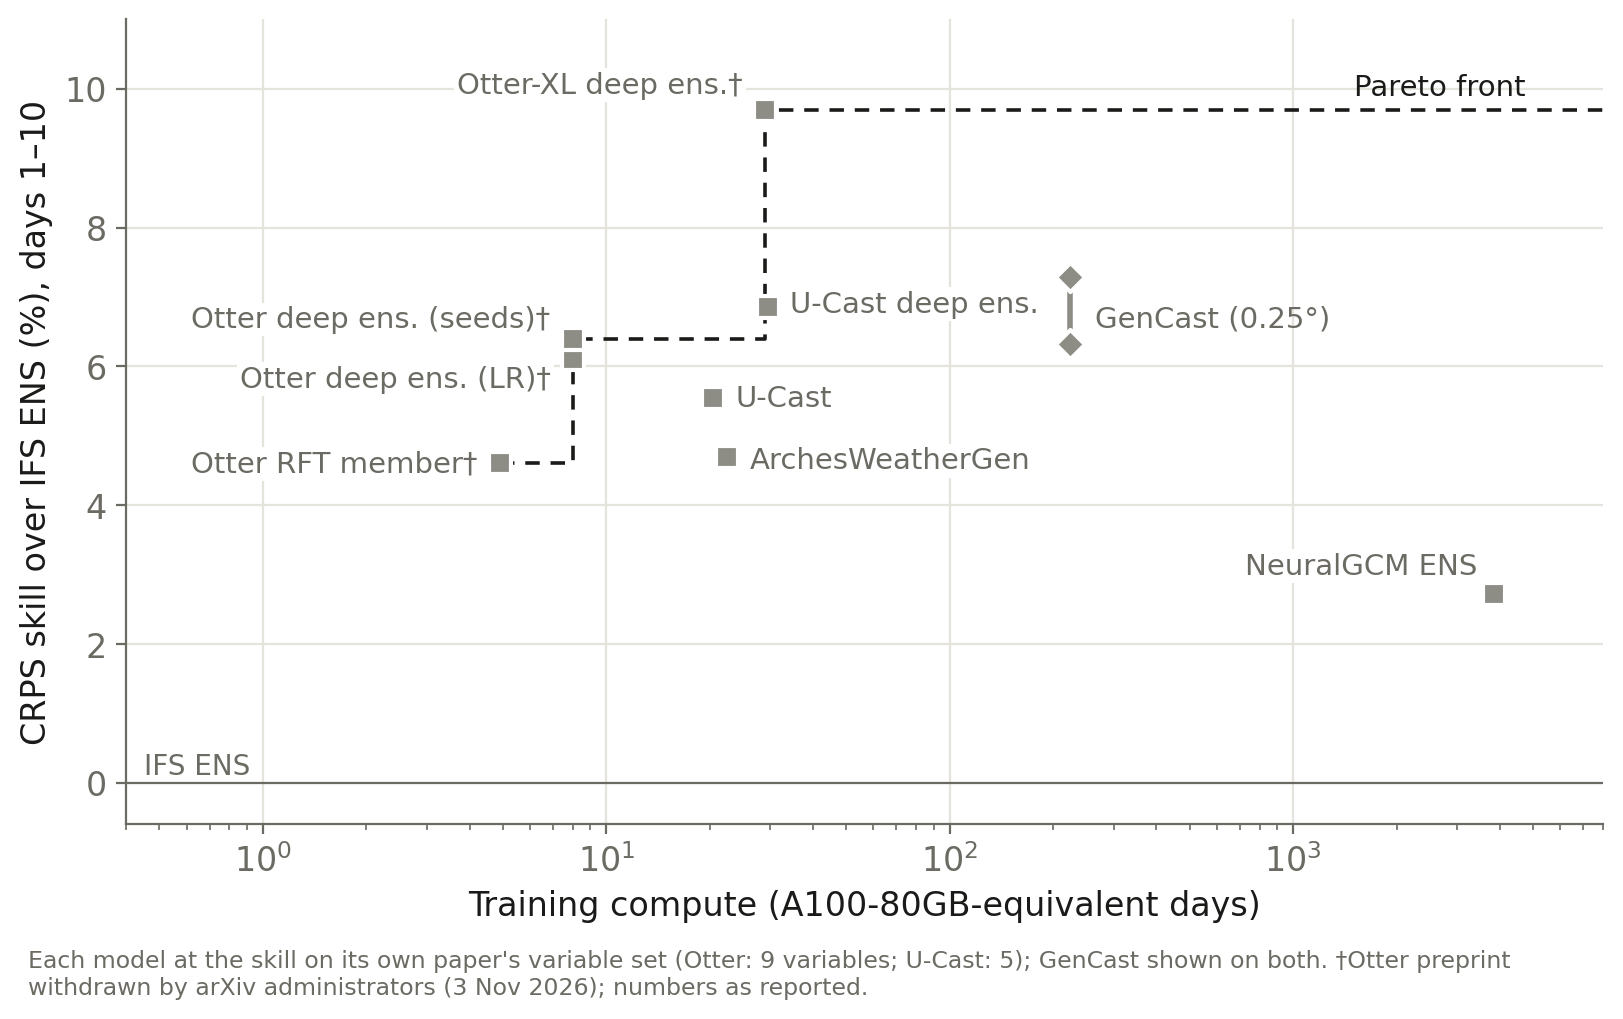 Otter-XL deep ens.†
Pareto front
10
8
U-Cast deep ens.
GenCast (0.25°)
Otter deep ens. (seeds)†
6
Otter deep ens. (LR)†
U-Cast
Otter RFT member†
ArchesWeatherGen
4
NeuralGCM ENS
2
IFS ENS
0
CRPS skill over IFS ENS (%), days 1–10
10⁰
10¹
10²
10³
Training compute (A100-80GB-equivalent days)
Each model at the skill on its own paper's variable set (Otter: 9 variables; U-Cast: 5); GenCast shown on both. †Otter preprint
withdrawn by arXiv administrators (3 Nov 2026); numbers as reported.